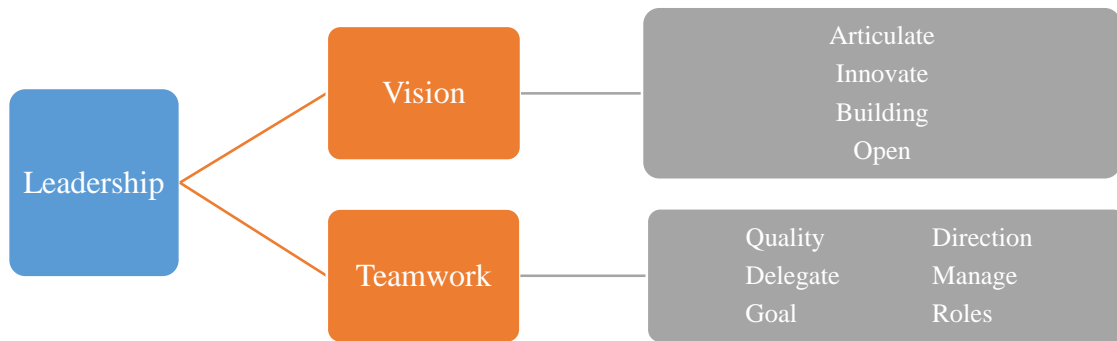 Leadership
Vision
Articulate
Innovate
Building
Open
Teamwork
Quality Direction
Delegate Manage
Goal Roles